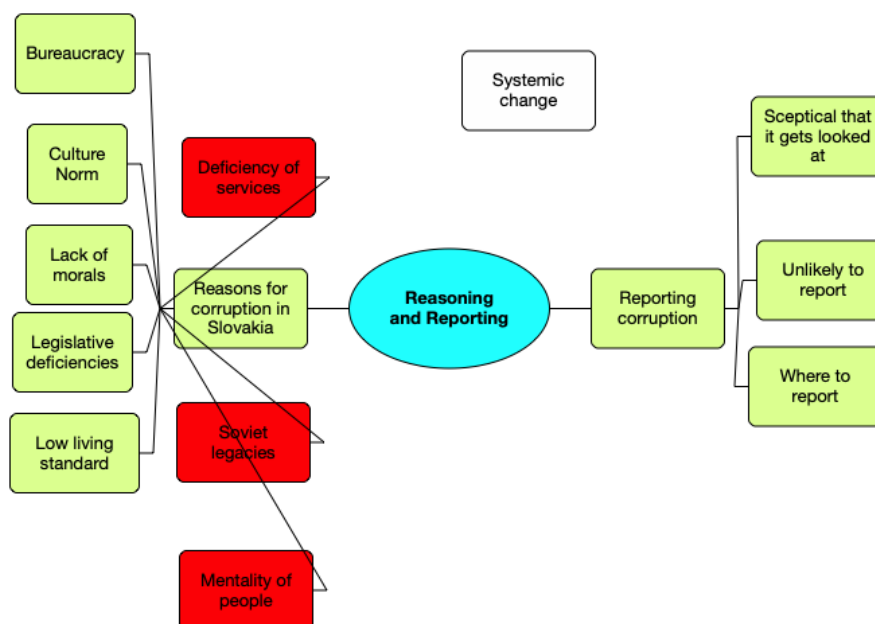 Bureaucracy
Culture
Norm
Lack of
morals
Legislative
deficiencies
Low living
standard
Deficiency of
services
Reasons for
corruption in
Slovakia
Soviet
legacies
Mentality of
people
Reasoning
and Reporting
Systemic
change
Reporting
corruption
Sceptical that
it gets looked
at
Unlikely to
report
Where to
report